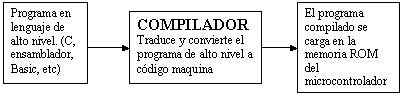 Programa en
lenguaje de
alto nivel. (C,
ensamblador,
Basic, etc)
COMPILADOR
Traduce y convierte el
programa de alto nivel a
código maquina
El programa
compilado se
carga en la
memoria ROM
del
microcontrolador